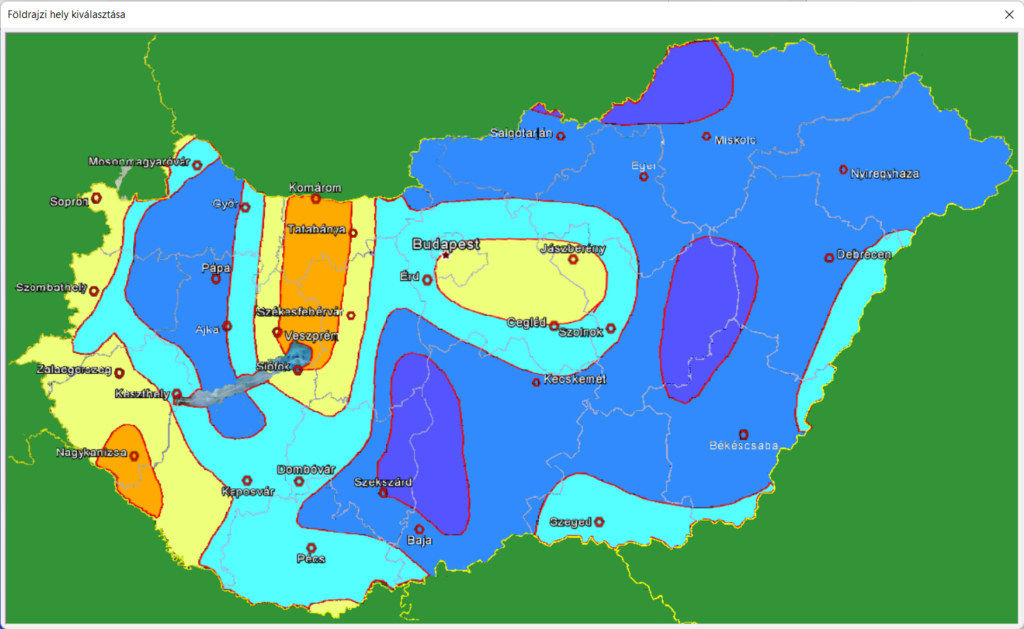 Földrajzi hely kiválasztása
Salgótarján
Miskolc
Mosonmagyaróvár
Eger
Nyíregyháza
Komárom
Sopron
Győr
Tatabánya
Budapest
Jászberény
Debrecen
Pápa
Érd
Szombathely
Székesfehérvár
Cegléd
Szolnok
Ajka
Veszprém
Siófok
Zalaegerszeg
Kecskemét
Keszthely
Békéscsaba
Nagykanizsa
Dombóvár
Kaposvár
Szekszárd
Szeged
Baja
Pécs